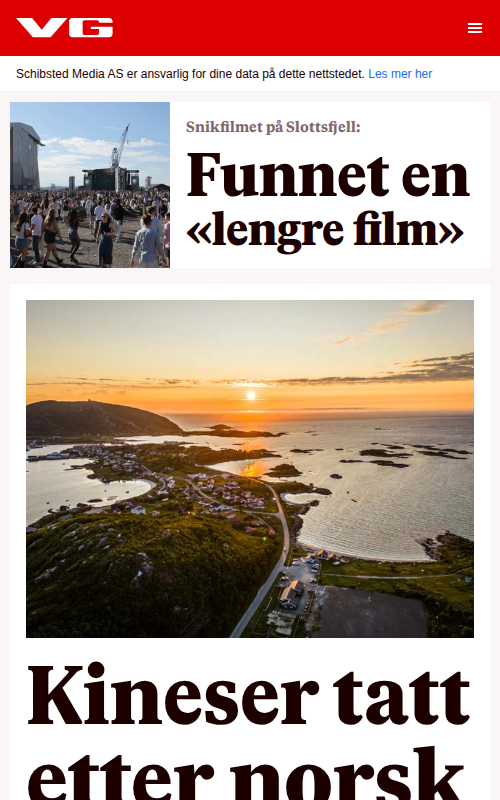 VG
Schibsted Media AS er ansvarlig for dine data på dette nettstedet. Les mer her
Snikfilmet på Slottsfjell:
Funnet en
«lengre film»
Kineser tatt
etter norsk